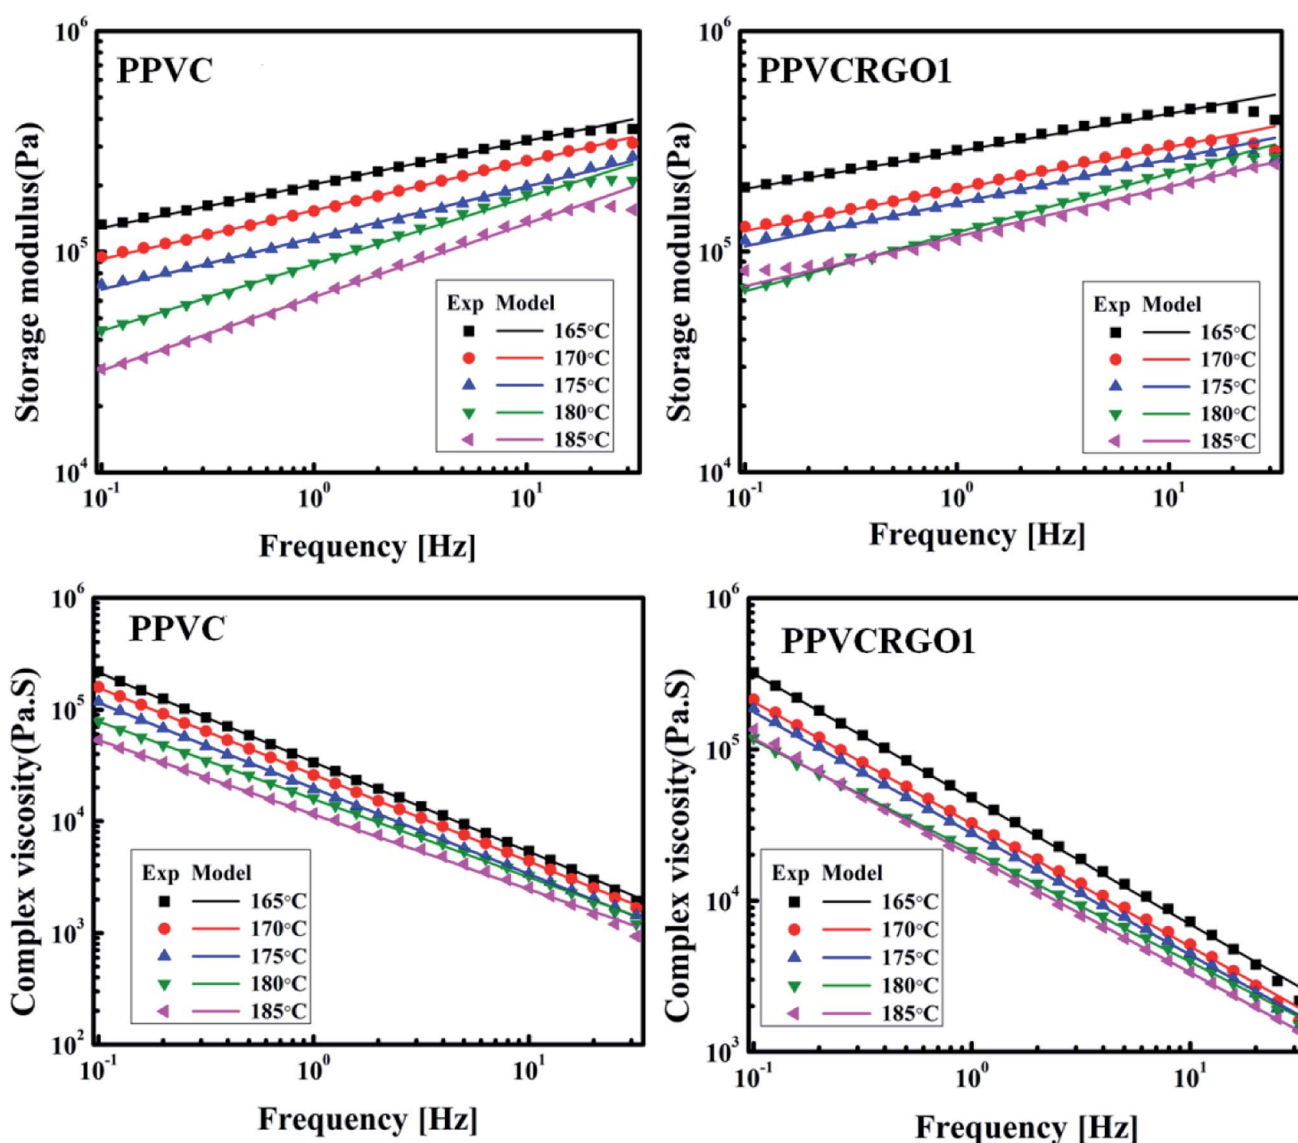 PPVC
Storage modulus(Pa)
10^6
10^5
10^4
Exp Model
165°C
170°C
175°C
180°C
185°C
10^-1 10^0 10^1
Frequency [Hz]
PPVCRGO1
Storage modulus(Pa)
10^6
10^5
10^4
Exp Model
165°C
170°C
175°C
180°C
185°C
10^-1 10^0 10^1
Frequency [Hz]
PPVC
Complex viscosity(Pa.S)
10^6
10^5
10^4
10^3
10^2
Exp Model
165°C
170°C
175°C
180°C
185°C
10^-1 10^0 10^1
Frequency [Hz]
PPVCRGO1
Complex viscosity(Pa.S)
10^6
10^5
10^4
10^3
Exp Model
165°C
170°C
175°C
180°C
185°C
10^-1 10^0 10^1
Frequency [Hz]